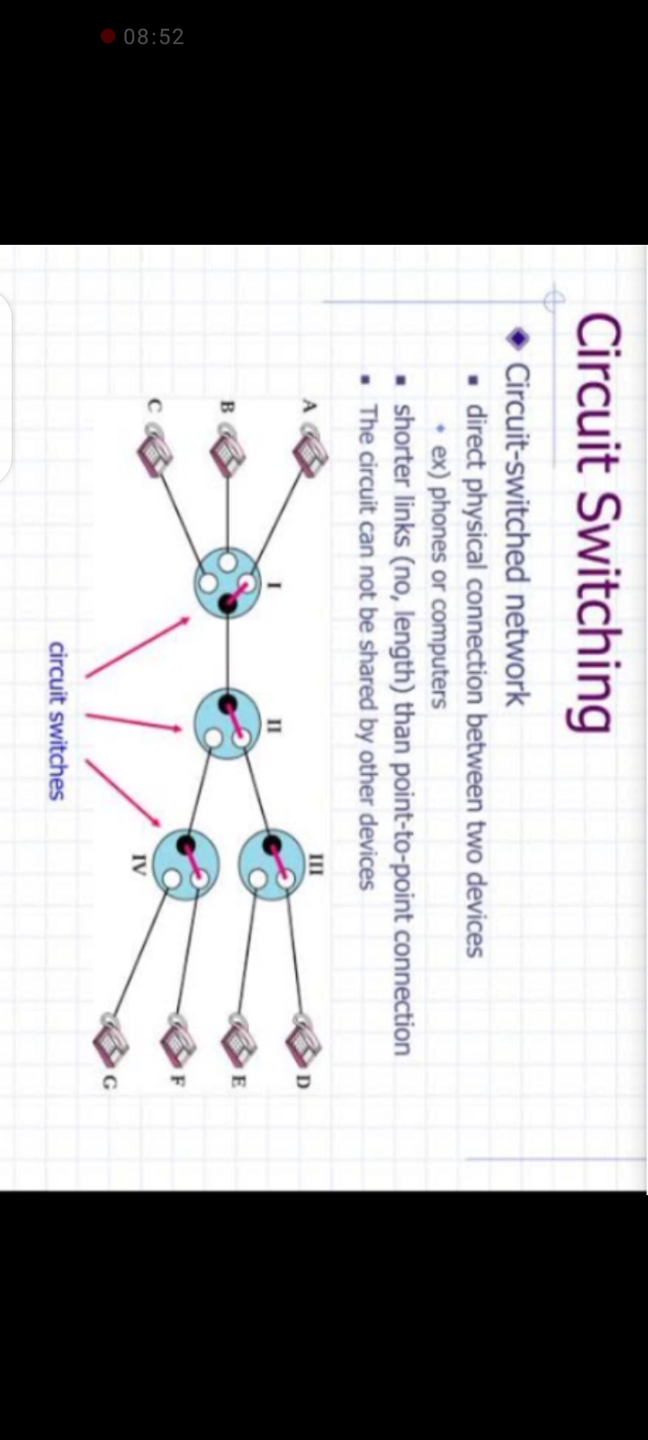 08:52
Circuit Switching
Circuit-switched network
direct physical connection between two devices
ex) phones or computers
shorter links (no, length) than point-to-point connection
The circuit can not be shared by other devices
A
B
C
I
II
III
IV
D
E
F
G
circuit switches